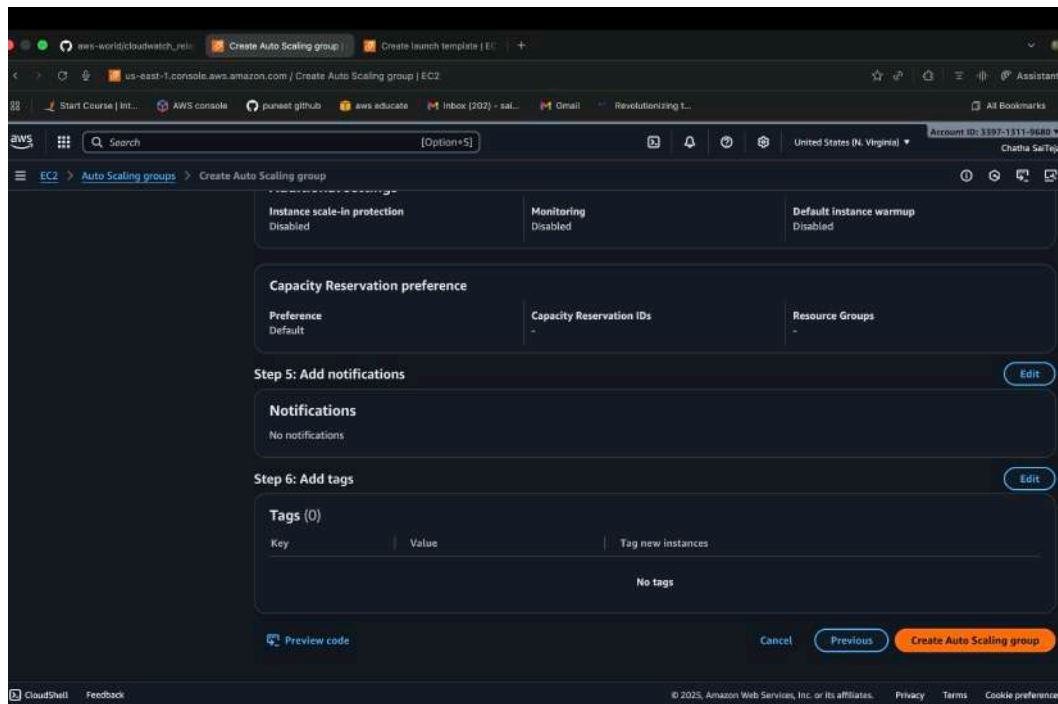 aws-world/cloudwatch_rela
Create Auto Scaling group |
Create launch template | EC
us-east-1.console.aws.amazon.com / Create Auto Scaling group | EC2
Assistant
Start Course | Int...
AWS console
puneet github
aws educate
Inbox (202) - sai...
Gmail
Revolutionizing t...
All Bookmarks
aws
Search
[Option+S]
United States (N. Virginia)
Account ID: 3397-1311-9680
Chatha SaiTeja
EC2 > Auto Scaling groups > Create Auto Scaling group
Instance scale-in protection
Disabled
Monitoring
Disabled
Default instance warmup
Disabled
Capacity Reservation preference
Preference
Default
Capacity Reservation IDs
-
Resource Groups
-
Step 5: Add notifications
Edit
Notifications
No notifications
Step 6: Add tags
Edit
Tags (0)
Key
Value
Tag new instances
No tags
Preview code
Cancel
Previous
Create Auto Scaling group
CloudShell
Feedback
© 2025, Amazon Web Services, Inc. or its affiliates.
Privacy
Terms
Cookie preference